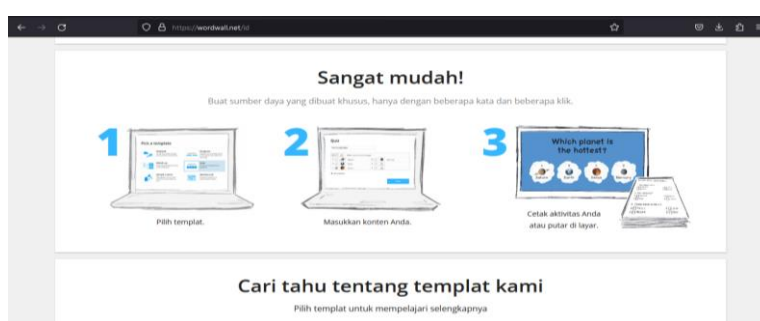 https://wordwall.net/id
Sangat mudah!
Buat sumber daya yang dibuat khusus, hanya dengan beberapa kata dan beberapa klik.
1
Pick a template
Pilih templat.
2
Masukkan konten Anda.
3
Which planet is
the hottest?
Cetak aktivitas Anda
atau putar di layar.
Cari tahu tentang templat kami
Pilih templat untuk mempelajari selengkapnya